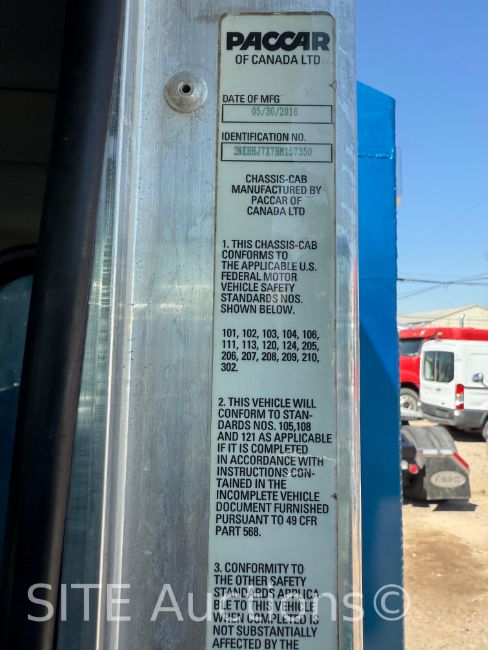 PACCAR
OF CANADA LTD
DATE OF MFG
05/30/2016
IDENTIFICATION NO.
2NKHHJ7X7HM157350
CHASSIS-CAB
MANUFACTURED BY
PACCAR OF
CANADA LTD
1. THIS CHASSIS-CAB
CONFORMS TO
THE APPLICABLE U.S.
FEDERAL MOTOR
VEHICLE SAFETY
STANDARDS NOS.
SHOWN BELOW.
101, 102, 103, 104, 106,
111, 113, 120, 124, 205,
206, 207, 208, 209, 210,
302.
2. THIS VEHICLE WILL
CONFORM TO STAN-
DARDS NOS. 105,108
AND 121 AS APPLICABLE
IF IT IS COMPLETED
IN ACCORDANCE WITH
INSTRUCTIONS CON-
TAINED IN THE
INCOMPLETE VEHICLE
DOCUMENT FURNISHED
PURSUANT TO 49 CFR
PART 568.
3. CONFORMITY TO
THE OTHER SAFETY
STANDARDS APPLICA-
BLE TO THIS VEHICLE
WHEN COMPLETED IS
NOT SUBSTANTIALLY
AFFECTED BY THE
SITE Auctions©